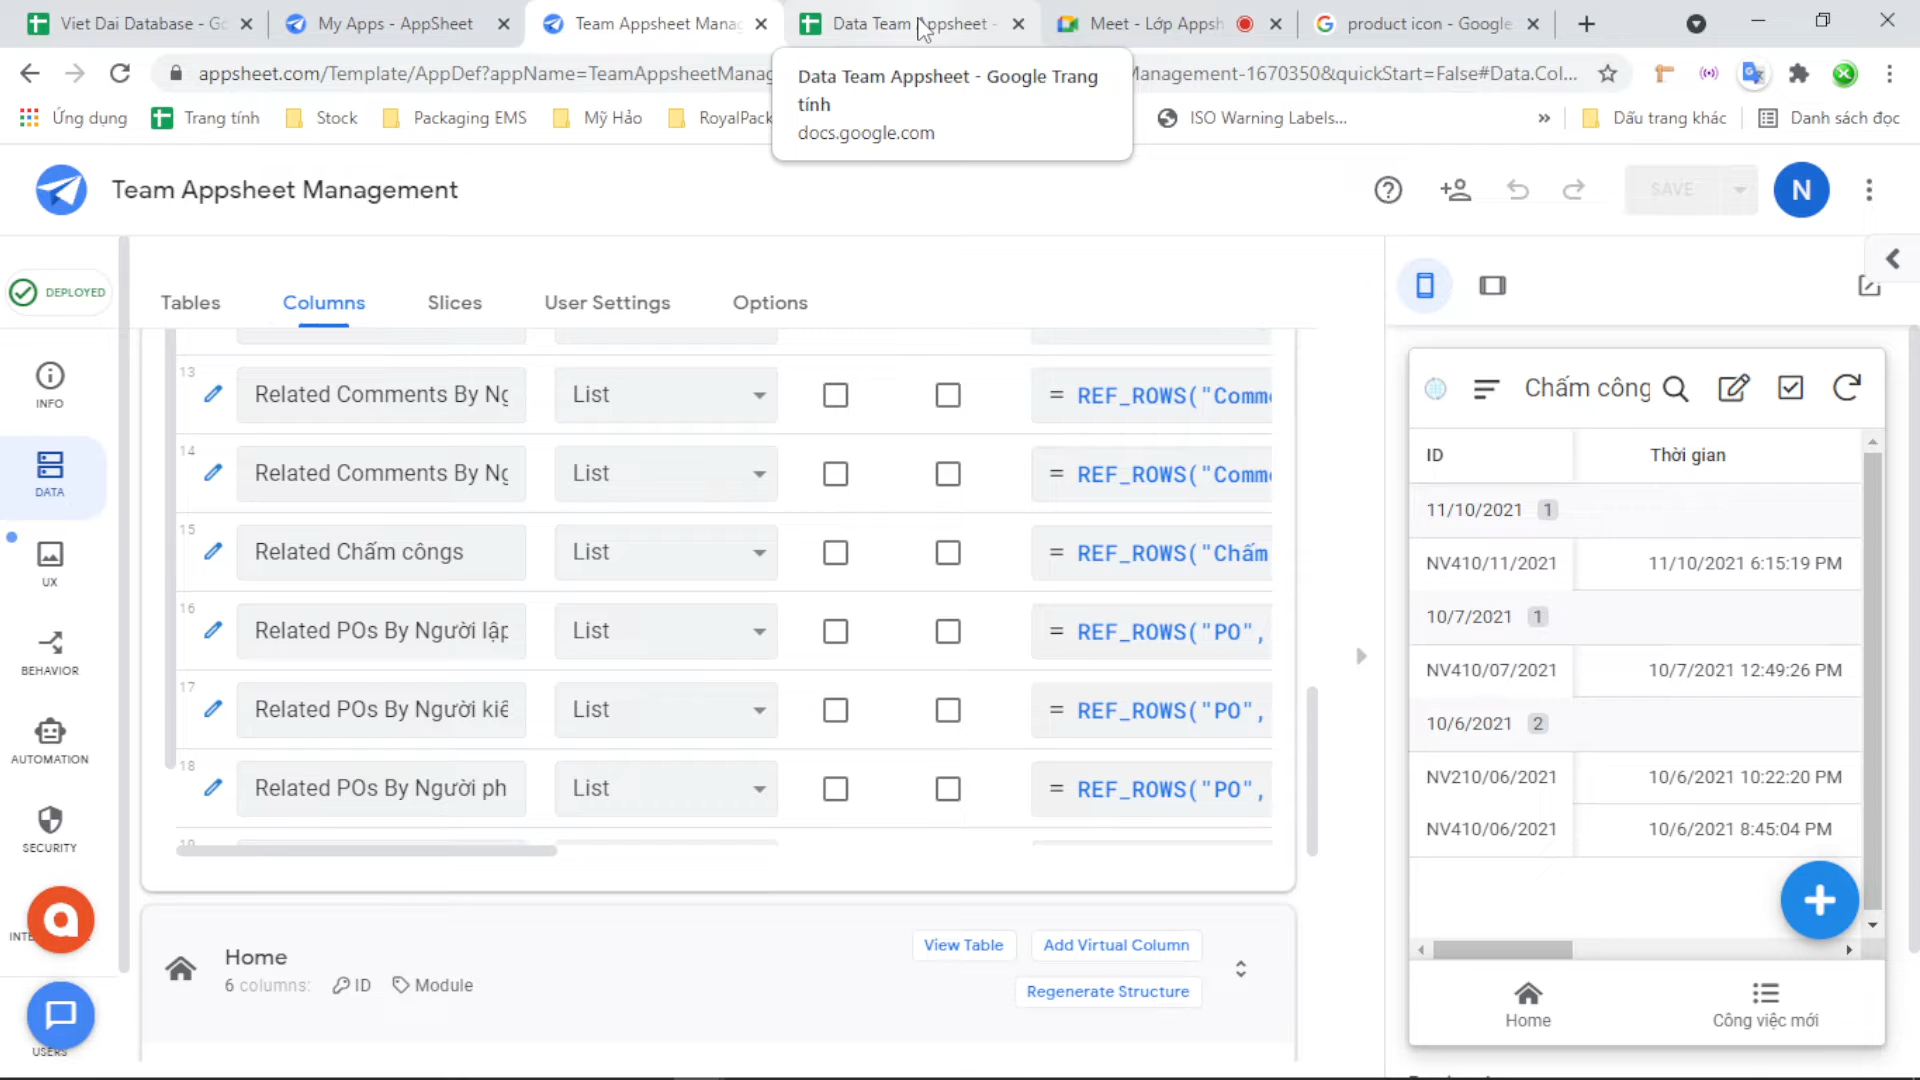 Viet Dai Database - Go
My Apps - AppSheet
Team Appsheet Manag
Data Team Appsheet -
Meet - Lớp Appsh
product icon - Google
appsheet.com/Template/AppDef?appName=TeamAppsheetManag
anagement-1670350&quickStart=False#Data.Col...
Data Team Appsheet - Google Trang
tính
docs.google.com
Ứng dụng
Trang tính
Stock
Packaging EMS
Mỹ Hảo
RoyalPack
ISO Warning Labels...
»
Dấu trang khác
Danh sách đọc
Team Appsheet Management
SAVE
N
DEPLOYED
Tables
Columns
Slices
User Settings
Options
INFO
DATA
UX
BEHAVIOR
AUTOMATION
SECURITY
USERS
13
Related Comments By Ng
List
= REF_ROWS("Comme
14
Related Comments By Ng
List
= REF_ROWS("Comme
15
Related Chấm côngs
List
= REF_ROWS("Chấm
16
Related POs By Người lập
List
= REF_ROWS("PO",
17
Related POs By Người kiể
List
= REF_ROWS("PO",
18
Related POs By Người ph
List
= REF_ROWS("PO",
19
Home
6 columns:
ID
Module
View Table
Add Virtual Column
Regenerate Structure
Chấm công
ID
Thời gian
11/10/2021 1
NV410/11/2021
11/10/2021 6:15:19 PM
10/7/2021 1
NV410/07/2021
10/7/2021 12:49:26 PM
10/6/2021 2
NV210/06/2021
10/6/2021 10:22:20 PM
NV410/06/2021
10/6/2021 8:45:04 PM
Home
Công việc mới